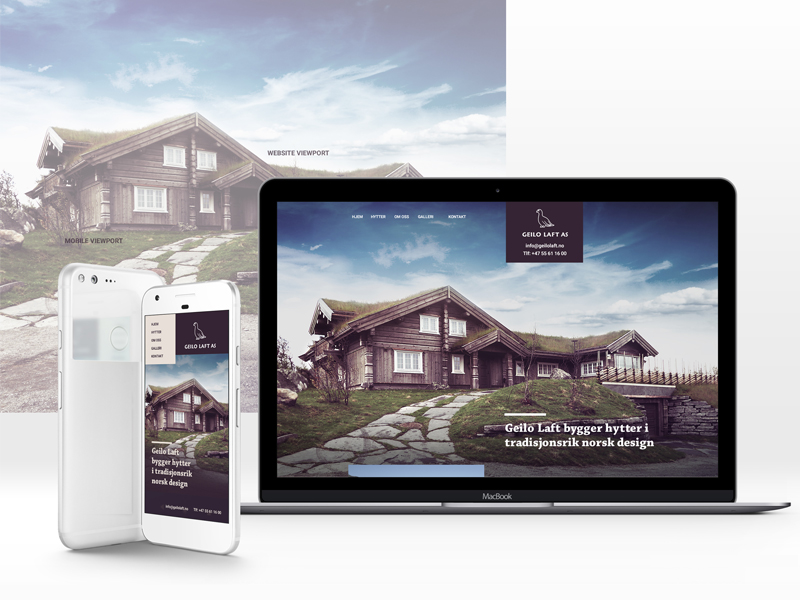 WEBSITE VIEWPORT
MOBILE VIEWPORT
HJEM HYTTER OM OSS GALLERI KONTAKT
GEILO LAFT AS
info@geilolaft.no
Tlf: +47 55 61 16 00
Geilo Laft bygger hytter i
tradisjonsrik norsk design
MacBook
HJEM
HYTTER
OM OSS
GALLERI
KONTAKT
GEILO LAFT AS
Geilo Laft
bygger hytter
i tradisjonsrik
norsk design
info@geilolaft.no Tlf: +47 55 61 16 00